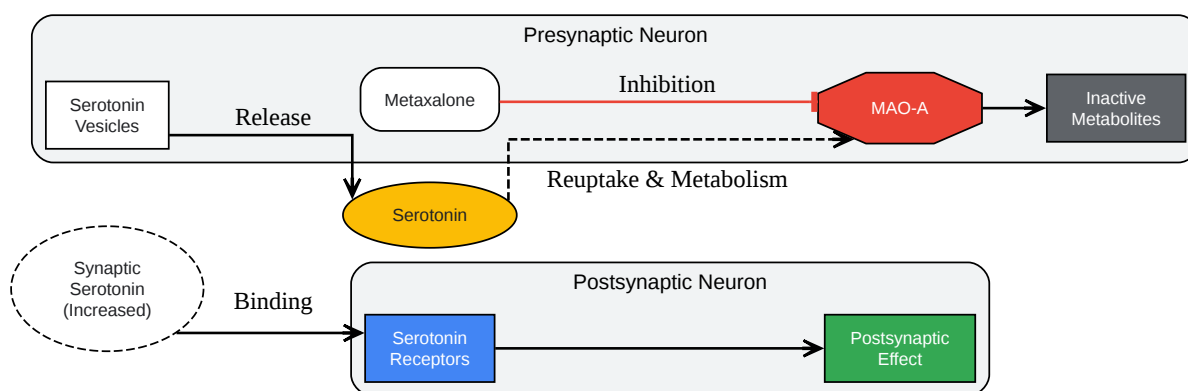 Presynaptic Neuron
Serotonin
Vesicles
Release
Metaxalone
Inhibition
MAO-A
Inactive
Metabolites
Reuptake & Metabolism
Serotonin
Synaptic
Serotonin
(Increased)
Binding
Postsynaptic Neuron
Serotonin
Receptors
Postsynaptic
Effect